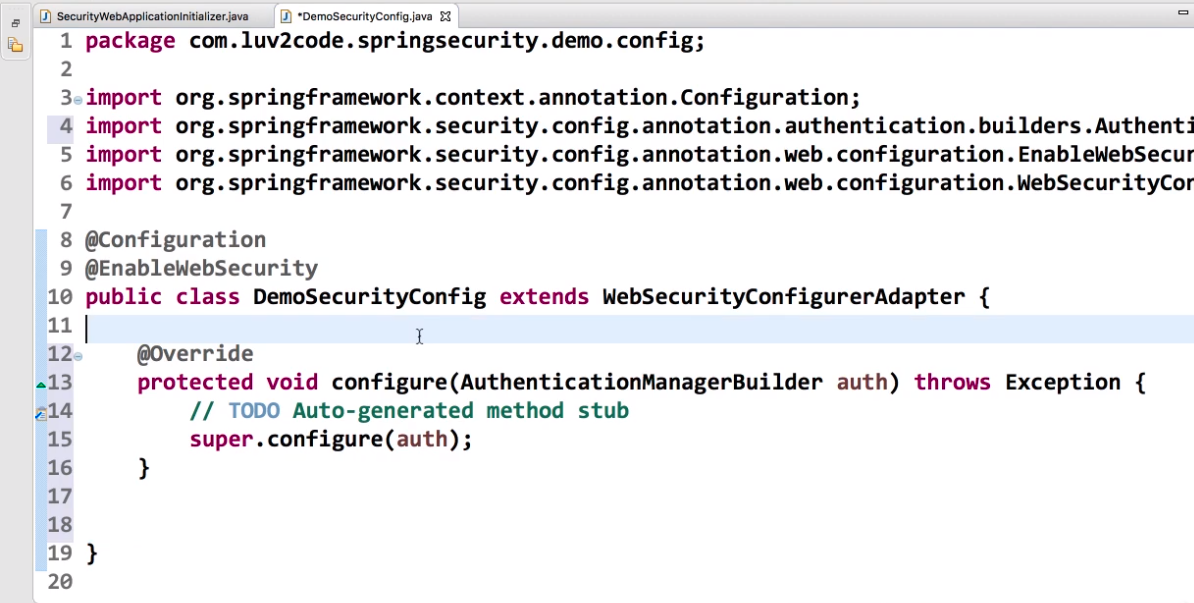 SecurityWebApplicationInitializer.java
*DemoSecurityConfig.java
1 package com.luv2code.springsecurity.demo.config;
2
3 import org.springframework.context.annotation.Configuration;
4 import org.springframework.security.config.annotation.authentication.builders.Authenti
5 import org.springframework.security.config.annotation.web.configuration.EnableWebSecur
6 import org.springframework.security.config.annotation.web.configuration.WebSecurityCon
7
8 @Configuration
9 @EnableWebSecurity
10 public class DemoSecurityConfig extends WebSecurityConfigurerAdapter {
11
12 @Override
13 protected void configure(AuthenticationManagerBuilder auth) throws Exception {
14 // TODO Auto-generated method stub
15 super.configure(auth);
16 }
17
18
19 }
20